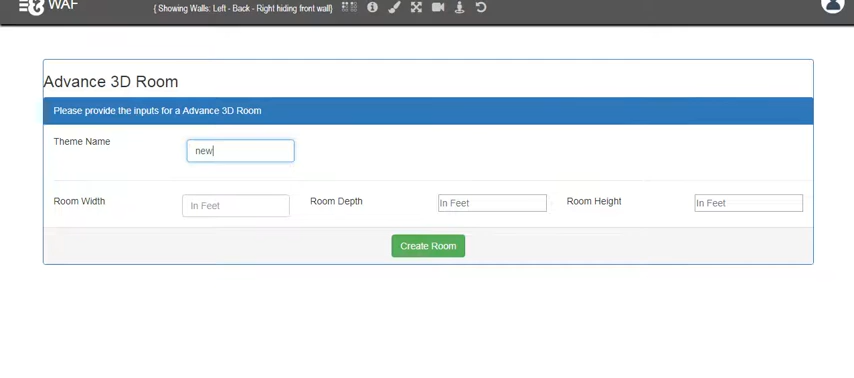 WAF
{ Showing Walls: Left - Back - Right hiding front wall}
Advance 3D Room
Please provide the inputs for a Advance 3D Room
Theme Name
new
Room Width In Feet Room Depth In Feet Room Height In Feet
Create Room